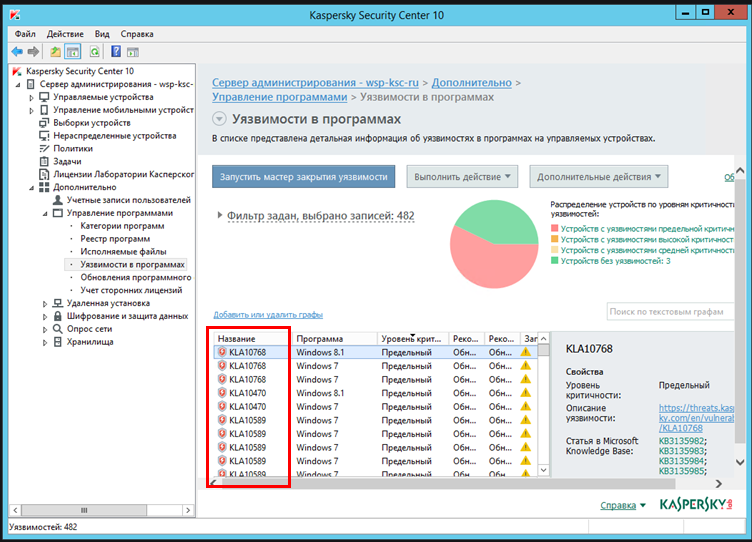 Kaspersky Security Center 10
Файл Действие Вид Справка
Kaspersky Security Center 10
Сервер администрирования - wsp-ksc-
Управляемые устройства
Управление мобильными устройст
Выборки устройств
Нераспределенные устройства
Политики
Задачи
Лицензии Лаборатории Касперског
Дополнительно
Учетные записи пользователей
Управление программами
Категории программ
Реестр программ
Исполняемые файлы
Уязвимости в программах
Обновления программного
Учет сторонних лицензий
Удаленная установка
Шифрование и защита данных
Опрос сети
Хранилища
Сервер администрирования - wsp-ksc-ru > Дополнительно >
Управление программами > Уязвимости в программах
Уязвимости в программах
В списке представлена детальная информация об уязвимостях в программах на управляемых устройствах.
Запустить мастер закрытия уязвимости Выполнить действие Дополнительные действия Об
Фильтр задан, выбрано записей: 482
Распределение устройств по уровням критичнос
уязвимостей:
Устройств с уязвимостями предельной критичн
Устройств с уязвимостями высокой критичност
Устройств с уязвимостями средней критичност
Устройств без уязвимостей: 3
Добавить или удалить графы
Поиск по текстовым графам
Название Программа Уровень крит... Реко... Реко... Заг
KLA10768 Windows 8.1 Предельный Обн... Обн...
KLA10768 Windows 7 Предельный Обн... Обн...
KLA10768 Windows 7 Предельный Обн... Обн...
KLA10470 Windows 8.1 Предельный Обн... Обн...
KLA10470 Windows 7 Предельный Обн... Обн...
KLA10589 Windows 7 Предельный Обн... Обн...
KLA10589 Windows 7 Предельный Обн... Обн...
KLA10589 Windows 7 Предельный Обн... Обн...
KLA10589 Windows 7 Предельный Обн... Обн...
KLA10589 Windows 7 Предельный Обн... Обн...
KLA10768
Свойства
Уровень
критичности:
Предельный
Описание
уязвимости:
https://threats.kas
ky.com/en/vulnera
/KLA10768
Статья в Microsoft
Knowledge Base:
KB3135982;
KB3135983;
KB3135984;
KB3135985;
Справка KASPERSKY lab
Уязвимостей: 482